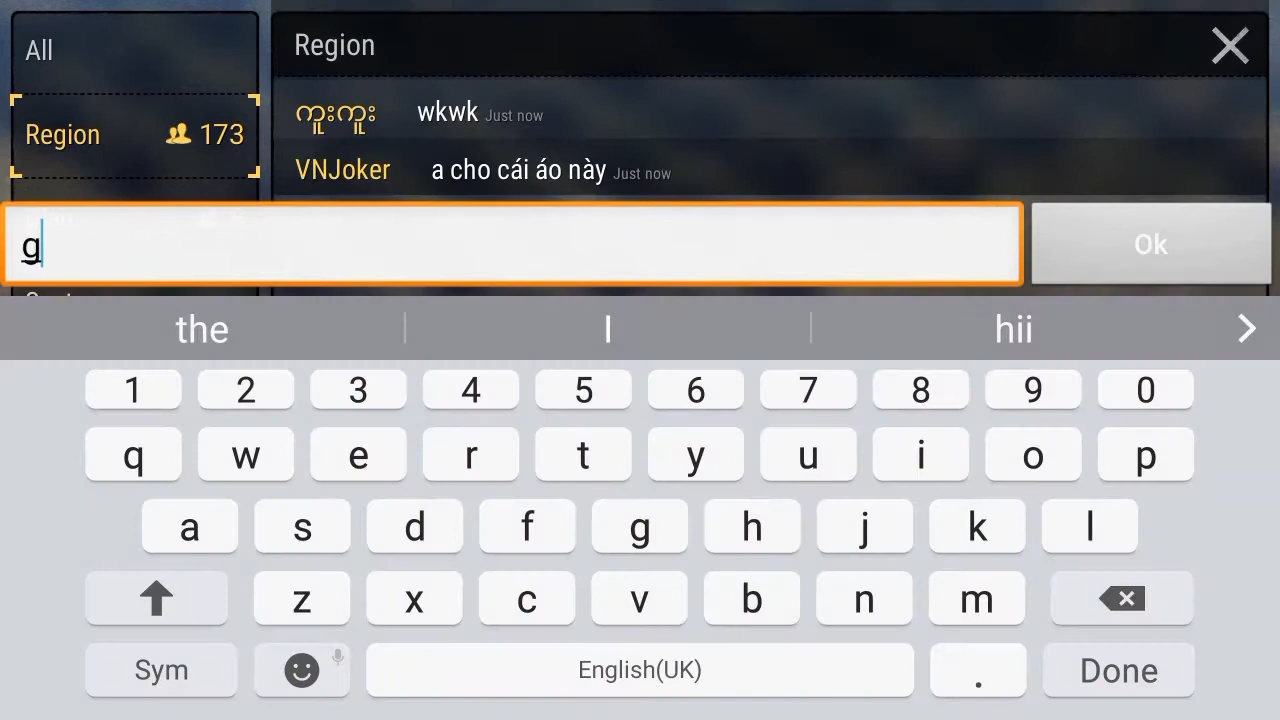 All
Region
Region 173
ကူးကူး wkwk Just now
VNJoker a cho cái áo này Just now
g
Ok
the I hii
1 2 3 4 5 6 7 8 9 0
q w e r t y u i o p
a s d f g h j k l
z x c v b n m
Sym English(UK) . Done